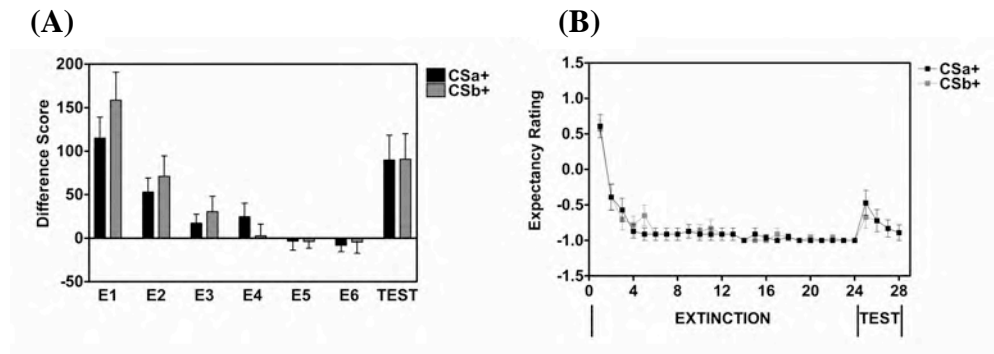 (A)
(B)
200
150
100
50
0
-50
Difference Score
E1 E2 E3 E4 E5 E6 TEST
CSa+
CSb+
1.5
1.0
0.5
0.0
-0.5
-1.0
-1.5
Expectancy Rating
0 4 8 12 16 20 24 28
EXTINCTION TEST
CSa+
CSb+